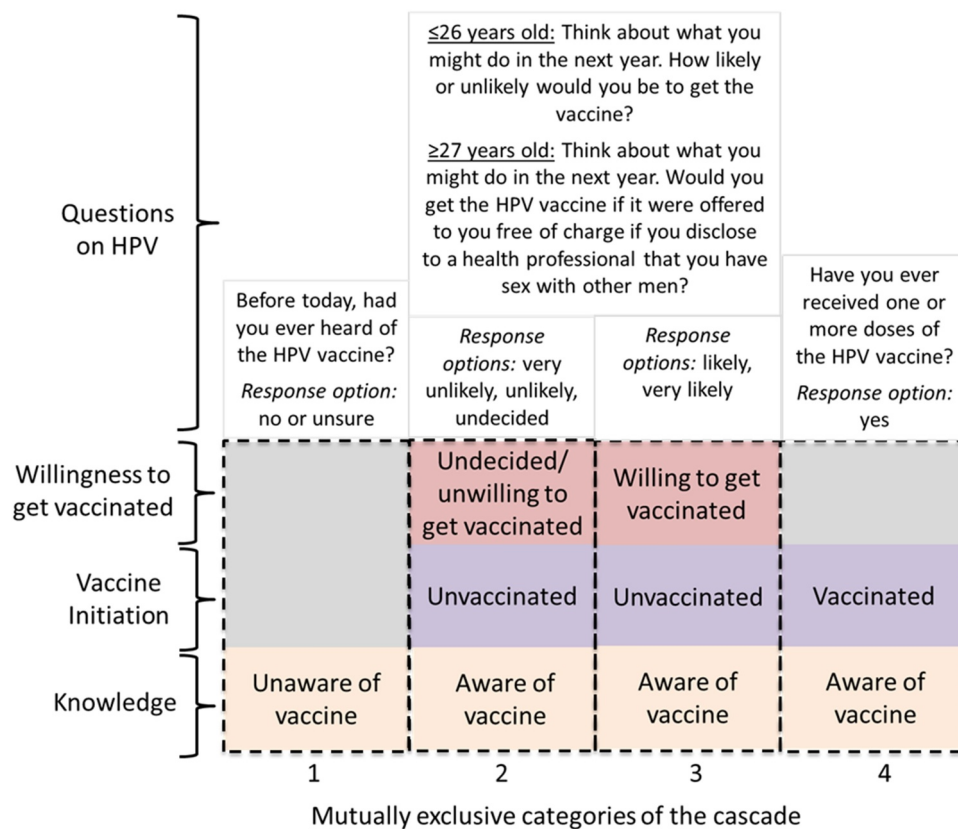 ≤26 years old: Think about what you
might do in the next year. How likely
or unlikely would you be to get the
vaccine?
≥27 years old: Think about what you
might do in the next year. Would you
get the HPV vaccine if it were offered
to you free of charge if you disclose
to a health professional that you have
sex with other men?
Questions
on HPV
Before today, had
you ever heard of
the HPV vaccine?
Response option:
no or unsure
Response
options: very
unlikely, unlikely,
undecided
Response
options: likely,
very likely
Have you ever
received one or
more doses of
the HPV vaccine?
Response option:
yes
Willingness to
get vaccinated
Undecided/
unwilling to
get vaccinated
Willing to get
vaccinated
Vaccine
Initiation
Unvaccinated
Unvaccinated
Vaccinated
Knowledge
Unaware of
vaccine
Aware of
vaccine
Aware of
vaccine
Aware of
vaccine
1
2
3
4
Mutually exclusive categories of the cascade